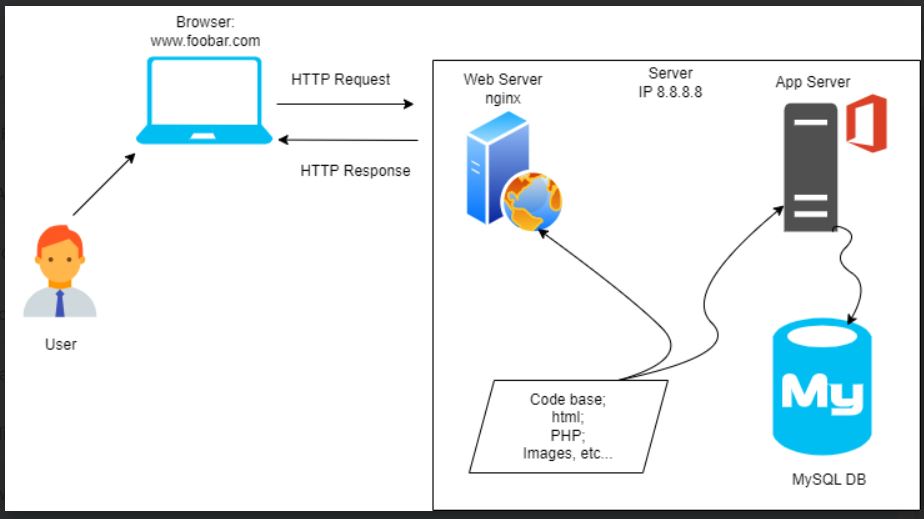 Browser:
www.foobar.com
HTTP Request
HTTP Response
User
Web Server
nginx
Server
IP 8.8.8.8
App Server
Code base;
html;
PHP;
Images, etc...
My
MySQL DB